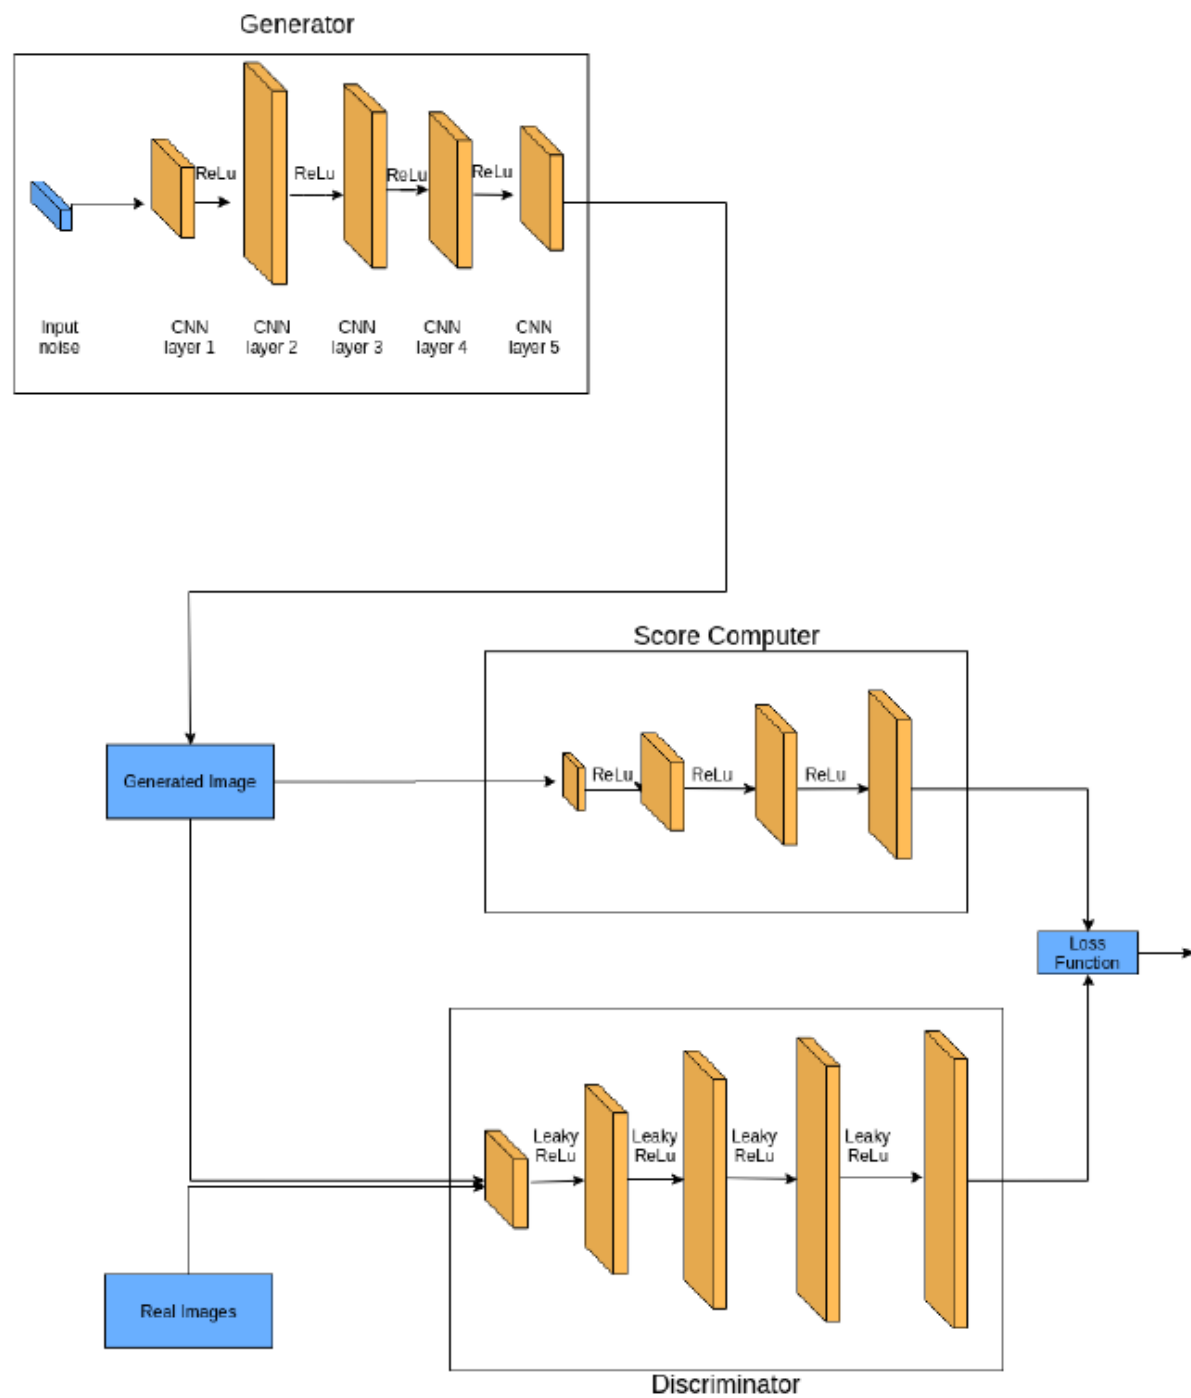 Generator
ReLu
ReLu
ReLu
ReLu
Input
noise
CNN
layer 1
CNN
layer 2
CNN
layer 3
CNN
layer 4
CNN
layer 5
Score Computer
Generated Image
ReLu
ReLu
ReLu
Loss
Function
Leaky
ReLu
Leaky
ReLu
Leaky
ReLu
Leaky
ReLu
Real Images
Discriminator